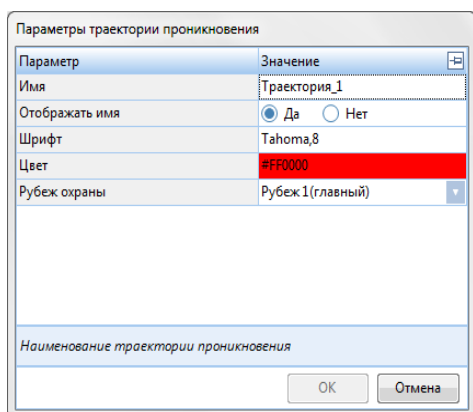 Параметры траектории проникновения
Параметр Значение
Имя Траектория_1
Отображать имя Да Нет
Шрифт Tahoma,8
Цвет #FF0000
Рубеж охраны Рубеж 1(главный)
Наименование траектории проникновения
OK Отмена